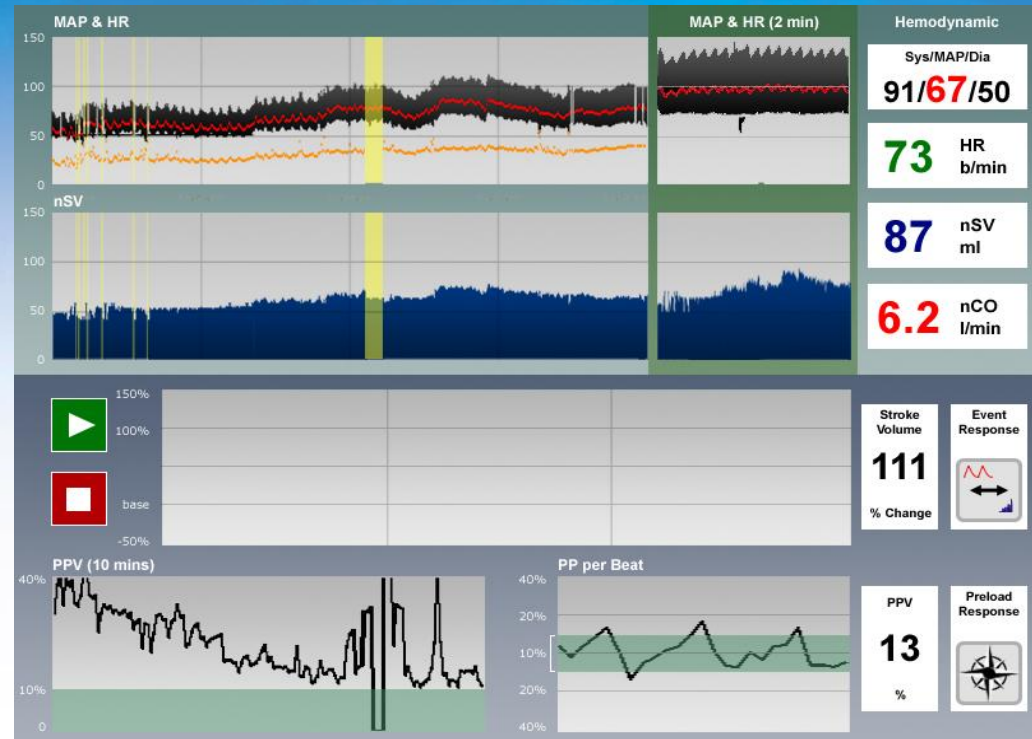 MAP & HR
MAP & HR (2 min)
Hemodynamic
150
100
50
0
Sys/MAP/Dia
91/67/50
73
HR
b/min
nSV
150
100
50
0
87
nSV
ml
6.2
nCO
l/min
150%
100%
base
-50%
Stroke
Volume
111
% Change
Event
Response
PPV (10 mins)
40%
10%
0
PP per Beat
40%
20%
10%
20%
40%
PPV
13
%
Preload
Response